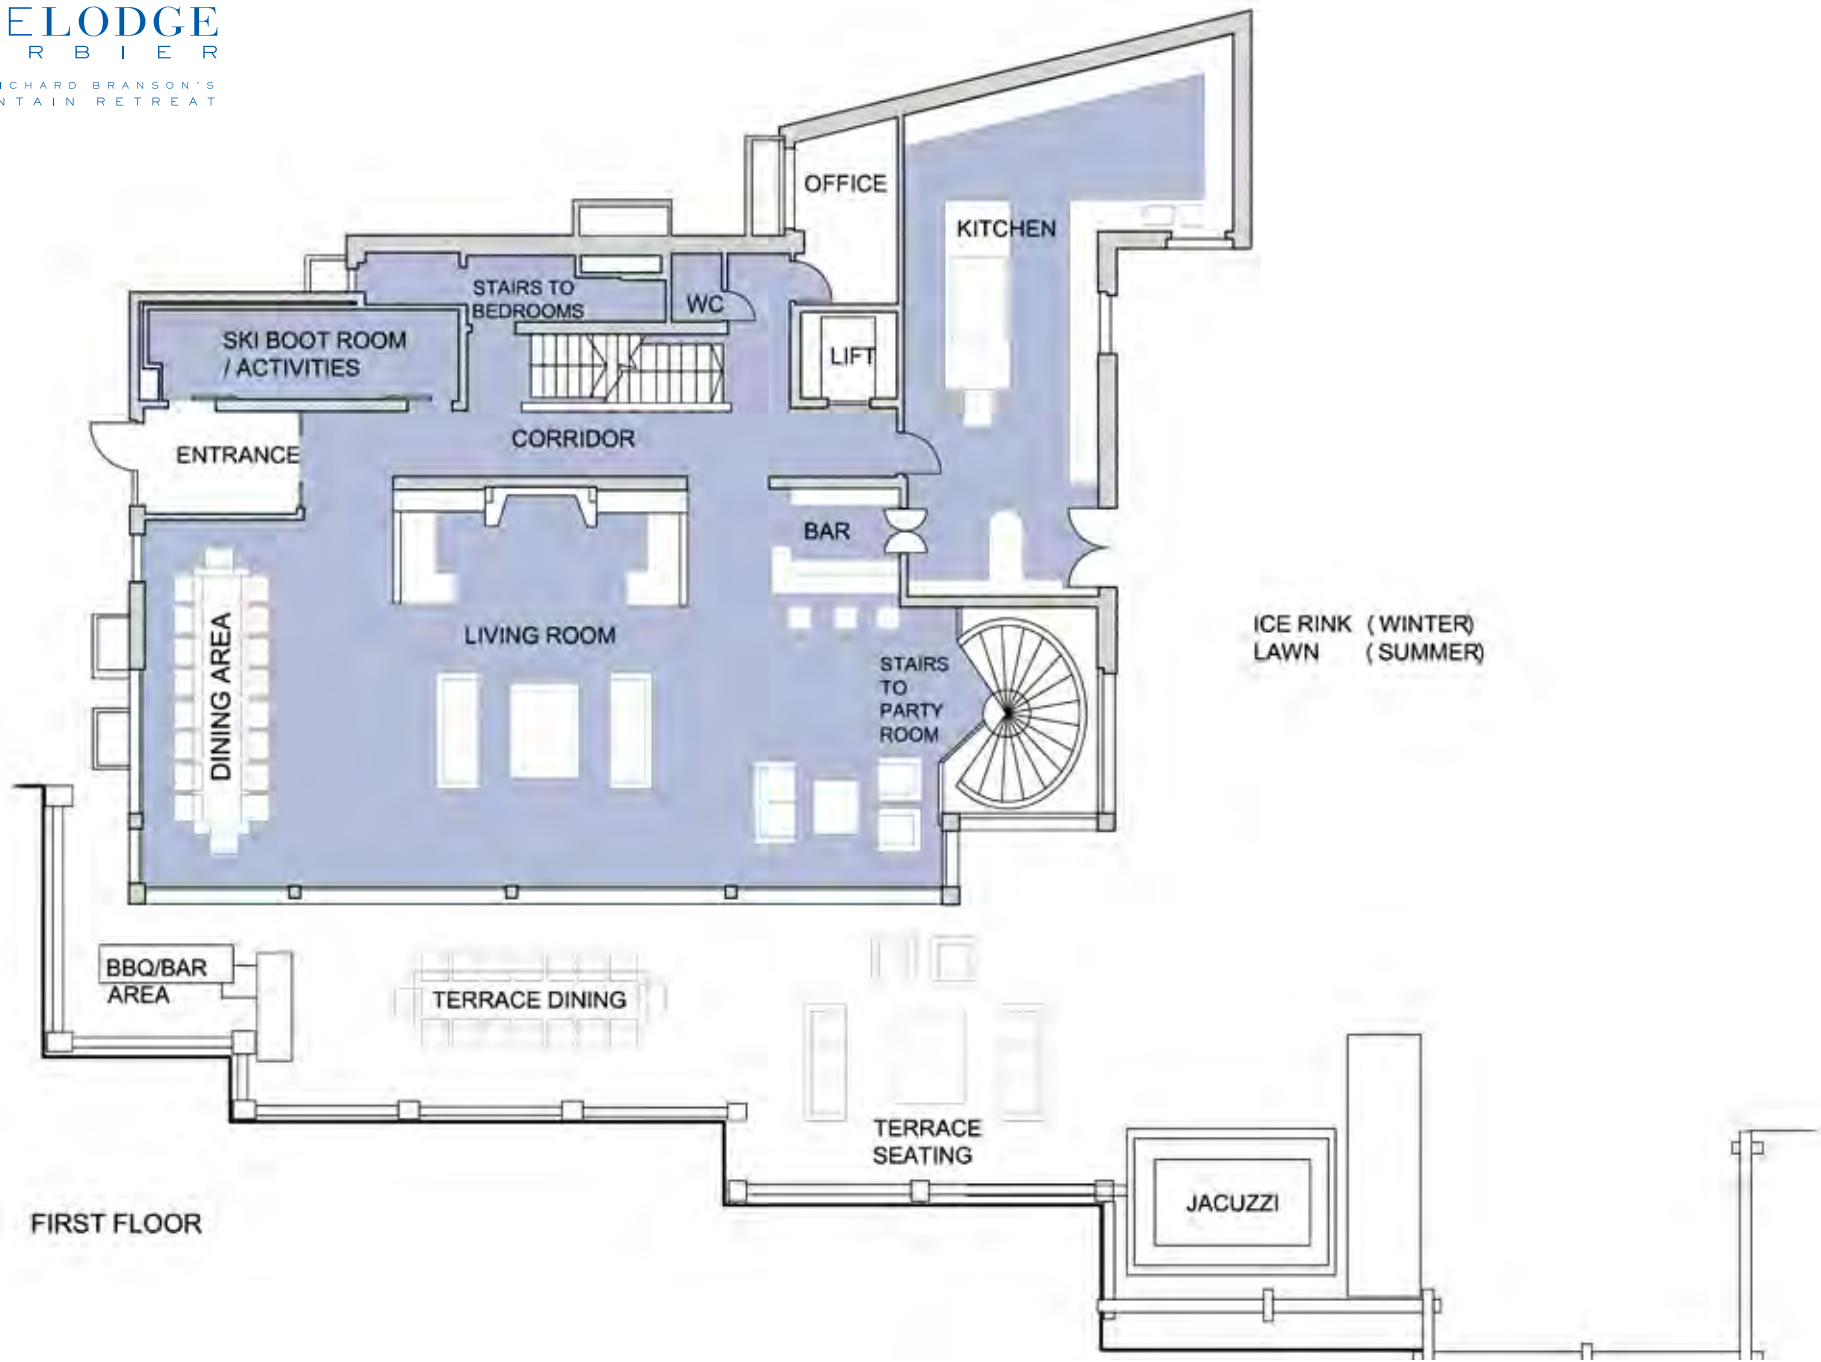 ELODGE
RBIER
ICHARD BRANSON'S
NTAIN RETREAT
OFFICE
KITCHEN
STAIRS TO
BEDROOMS
WC
SKI BOOT ROOM
/ ACTIVITIES
LIFT
ENTRANCE
CORRIDOR
BAR
LIVING ROOM
DINING AREA
STAIRS
TO
PARTY
ROOM
ICE RINK ( WINTER)
LAWN ( SUMMER)
BBQ/BAR
AREA
TERRACE DINING
TERRACE
SEATING
JACUZZI
FIRST FLOOR